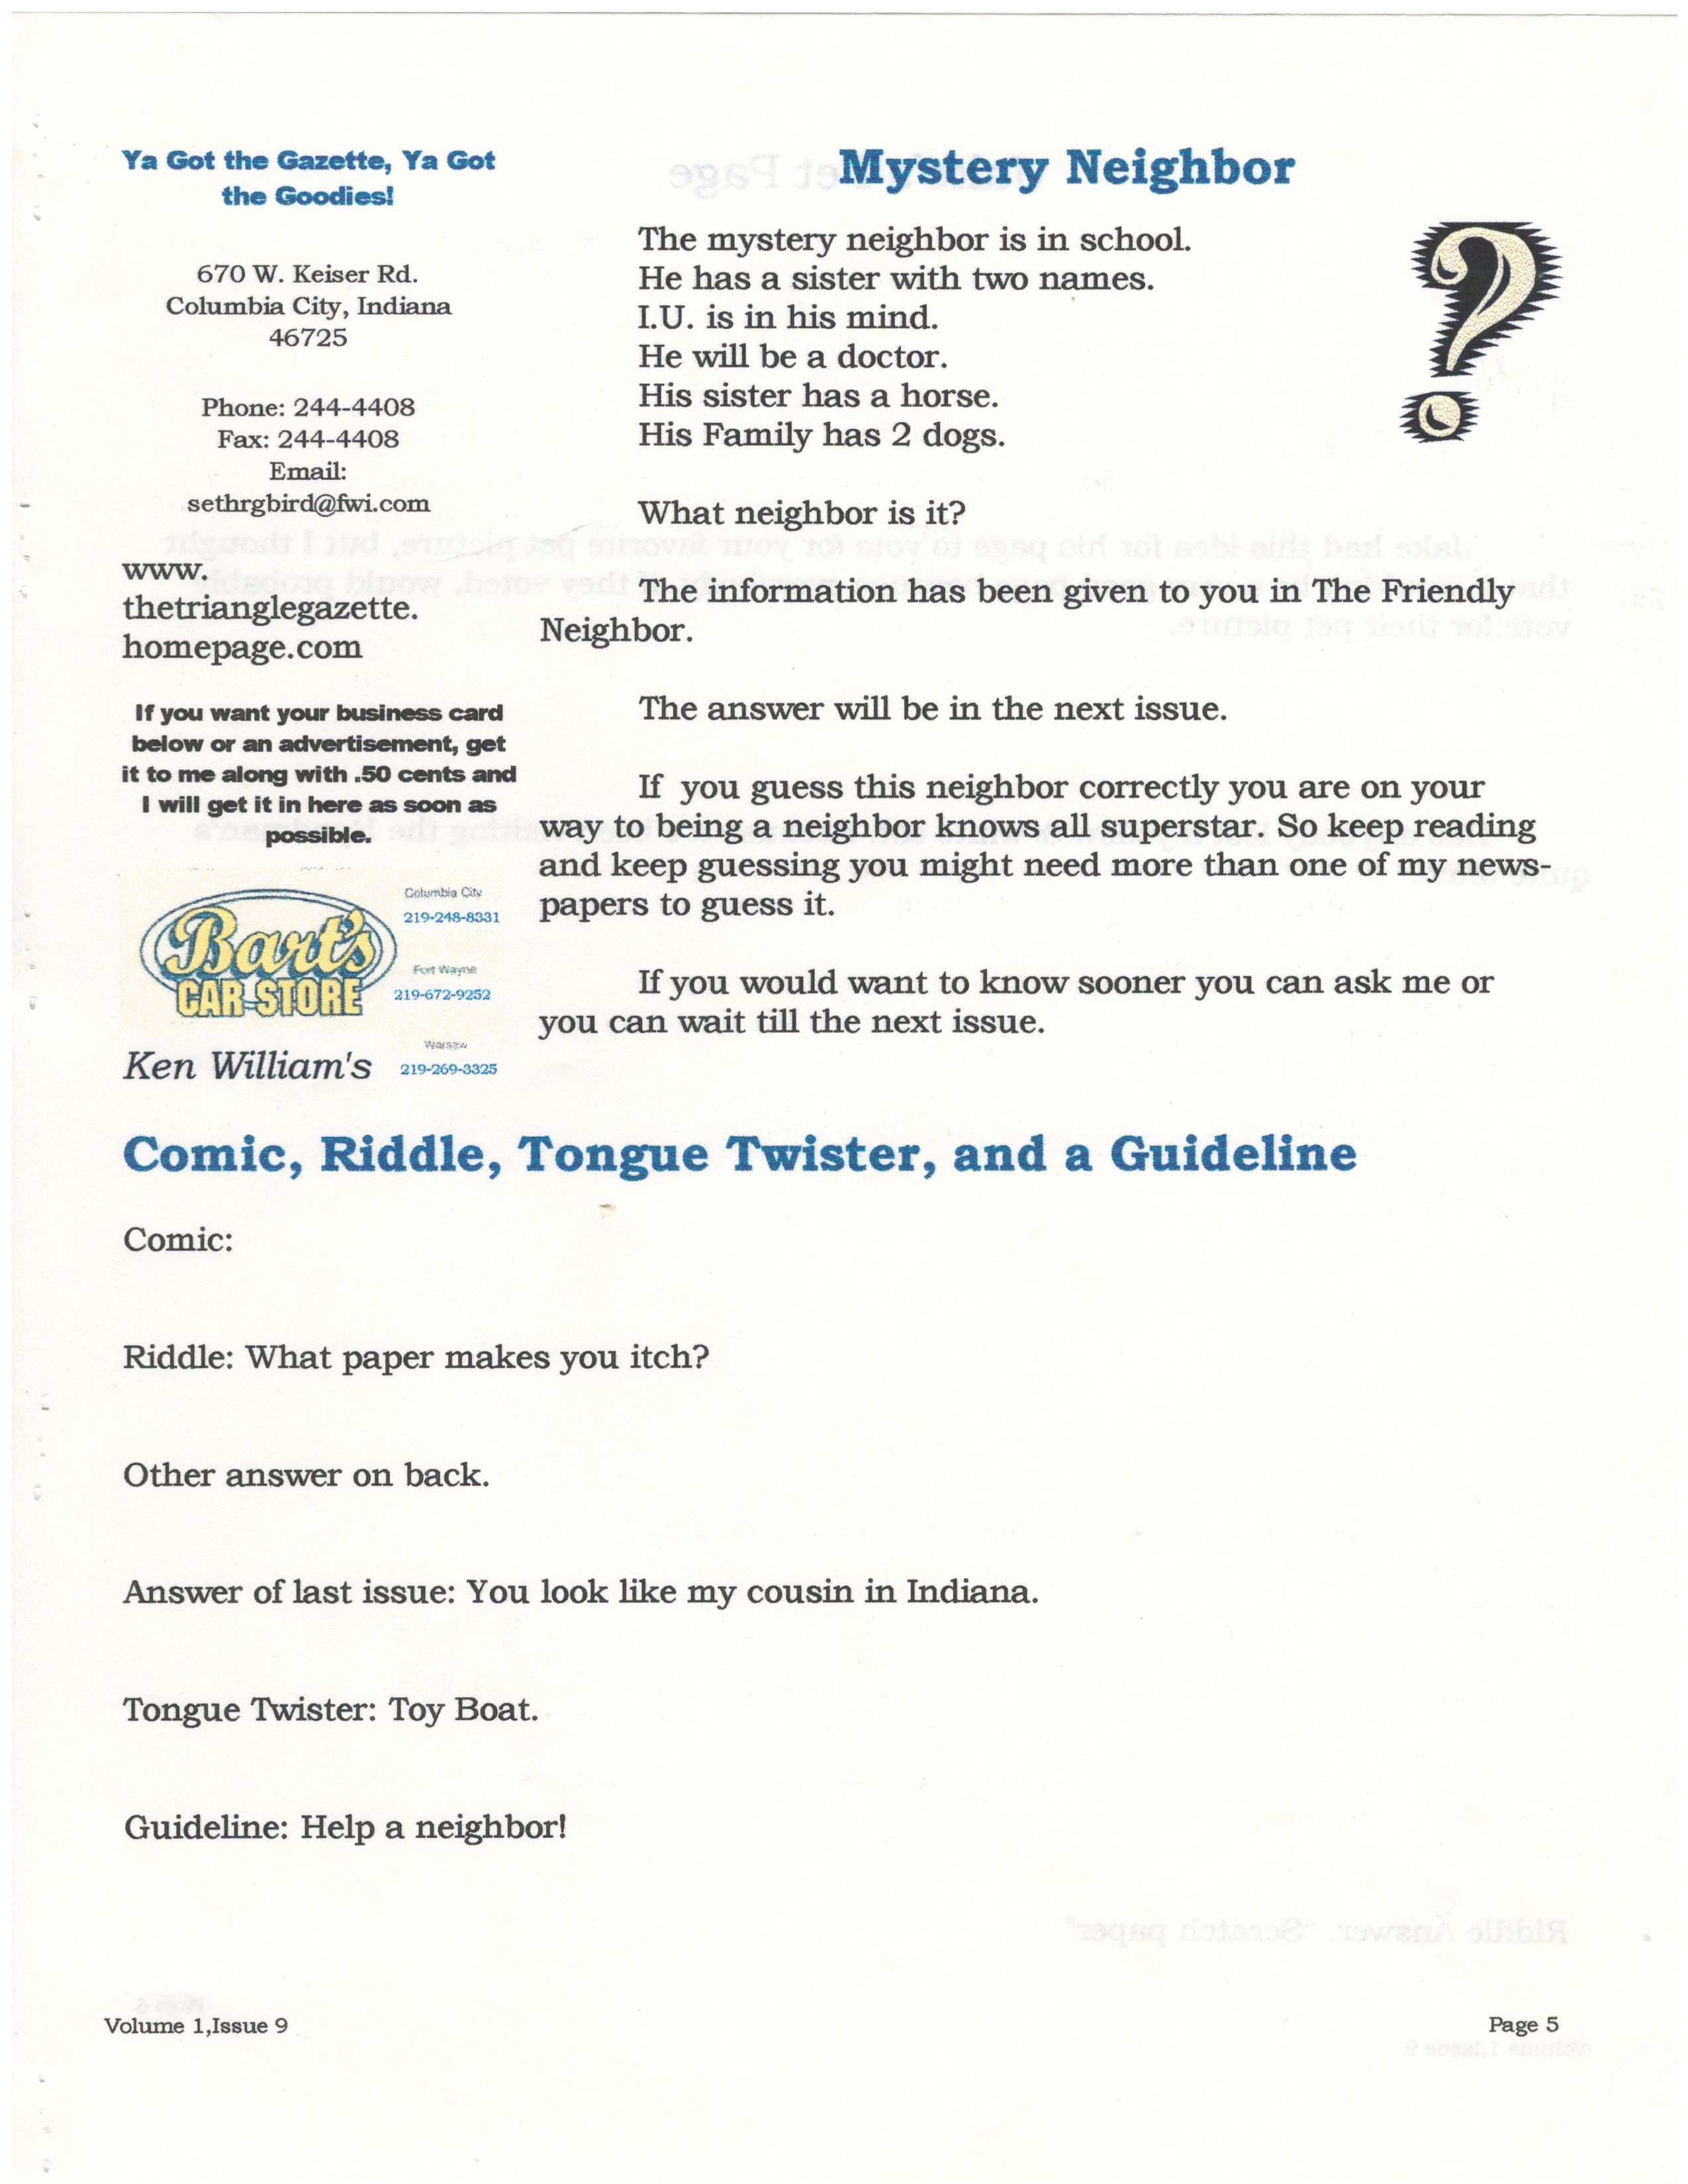 Ya Got the Gazette, Ya Got
the Goodies!
670 W. Keiser Rd.
Columbia City, Indiana
46725
Phone: 244-4408
Fax: 244-4408
Email:
sethrgbird@fwi.com
www.
thetrianglegazette.
homepage.com
If you want your business card
below or an advertisement, get
it to me along with .50 cents and
I will get it in here as soon as
possible.
Bart's
CAR STORE
Columbia City
219-248-8331
Fort Wayne
219-672-9252
Warsaw
219-269-3325
Ken William's
Mystery Neighbor
The mystery neighbor is in school.
He has a sister with two names.
I.U. is in his mind.
He will be a doctor.
His sister has a horse.
His Family has 2 dogs.
What neighbor is it?
The information has been given to you in The Friendly
Neighbor.
The answer will be in the next issue.
If  you guess this neighbor correctly you are on your
way to being a neighbor knows all superstar. So keep reading
and keep guessing you might need more than one of my news-
papers to guess it.
If you would want to know sooner you can ask me or
you can wait till the next issue.
Comic, Riddle, Tongue Twister, and a Guideline
Comic:
Riddle: What paper makes you itch?
Other answer on back.
Answer of last issue: You look like my cousin in Indiana.
Tongue Twister: Toy Boat.
Guideline: Help a neighbor!
Volume 1,Issue 9
Page 5